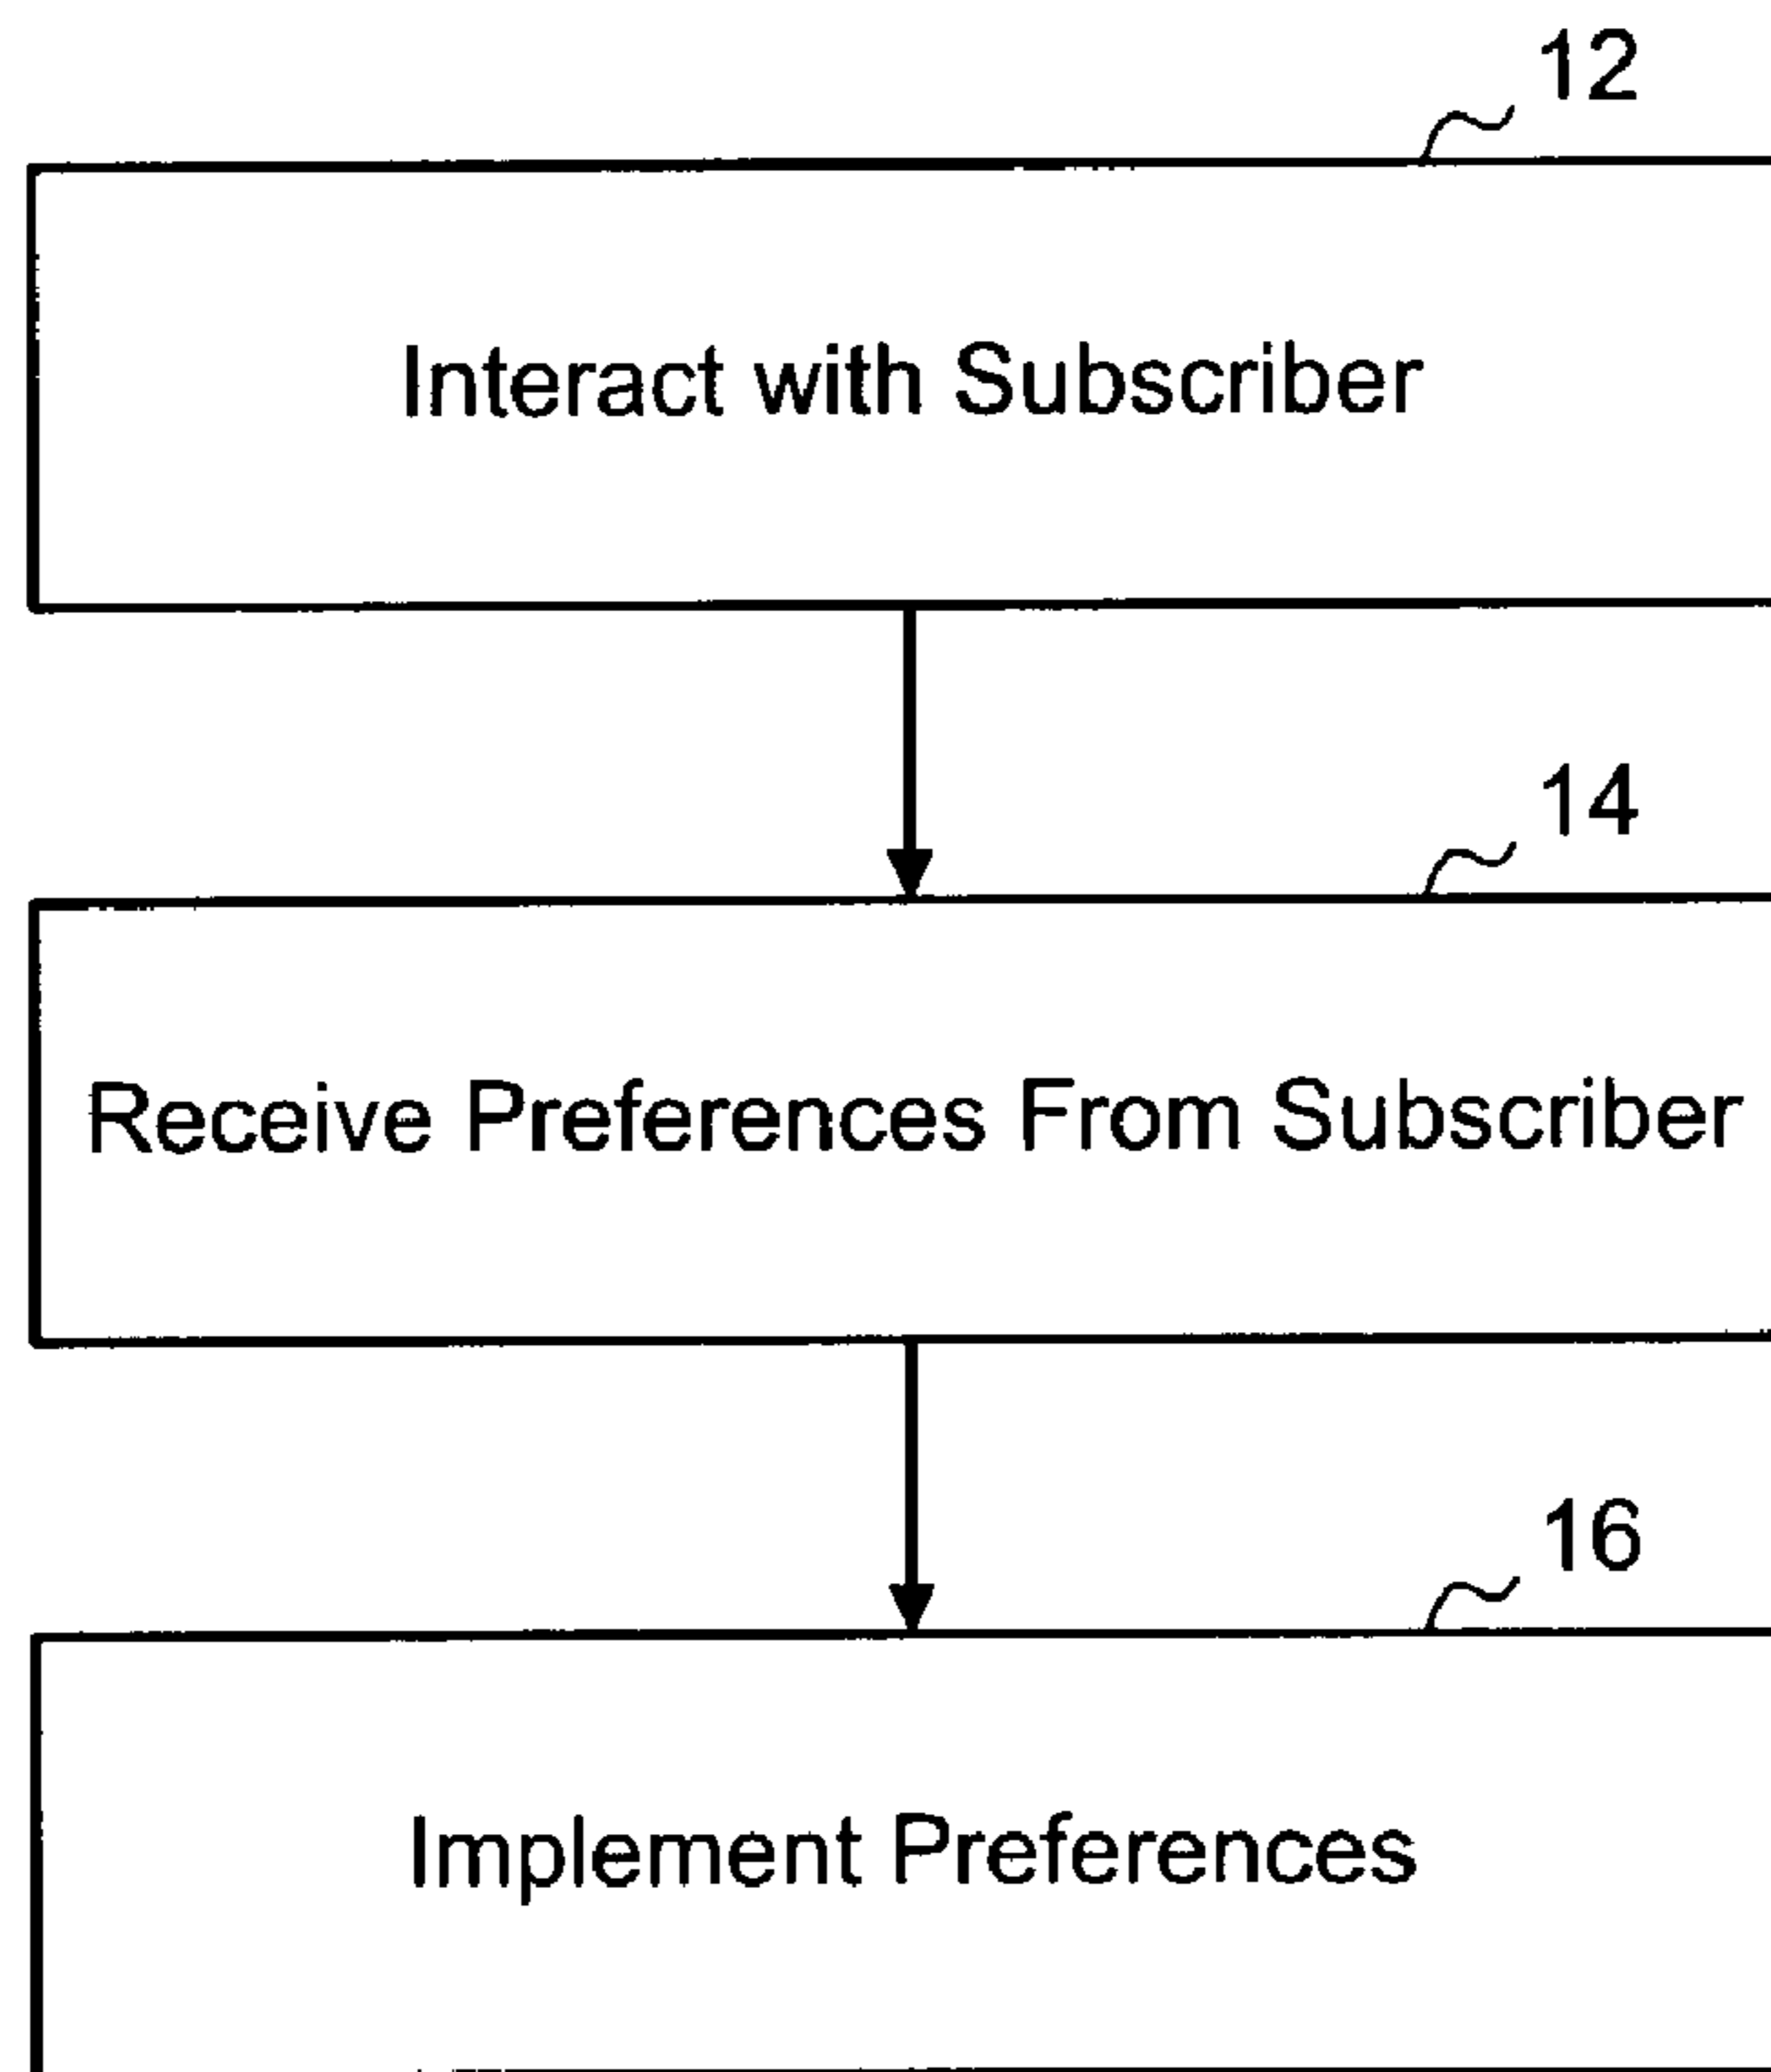 12
Interact with Subscriber
14
Receive Preferences From Subscriber
16
Implement Preferences